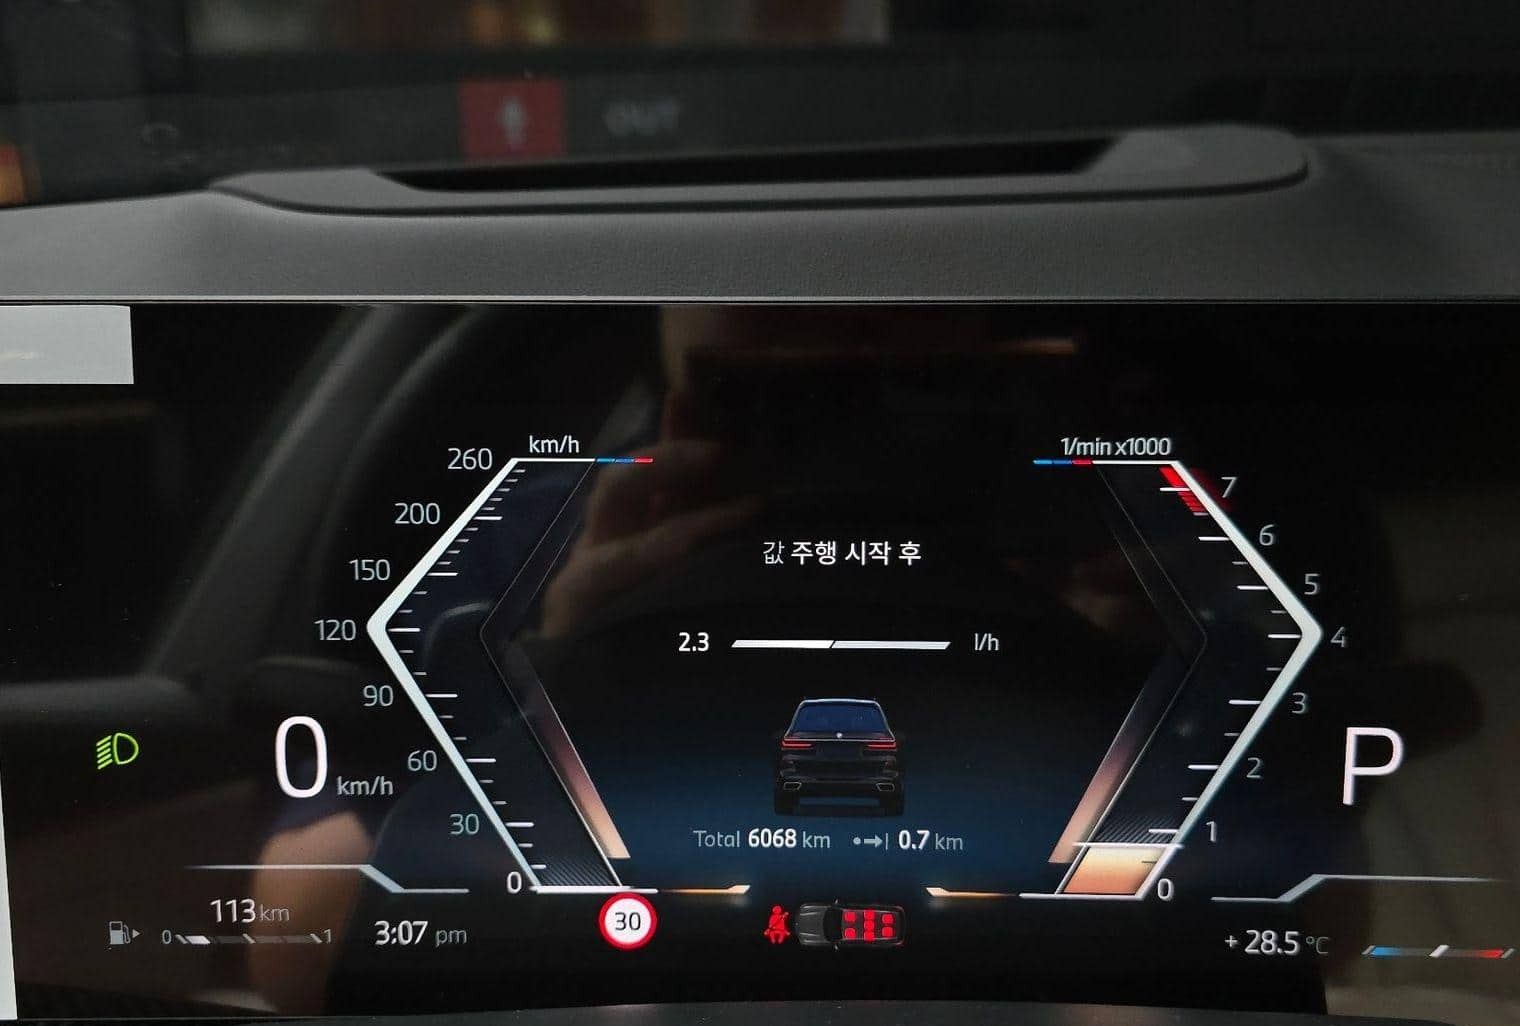 OUT
km/h
1/min x1000
260
200
150
120
90
60
30
0
7
6
5
4
3
2
1
0
값 주행 시작 후
2.3 l/h
0 km/h
P
Total 6068 km 0.7 km
113 km
0 1
3:07 pm
30
+ 28.5 °C